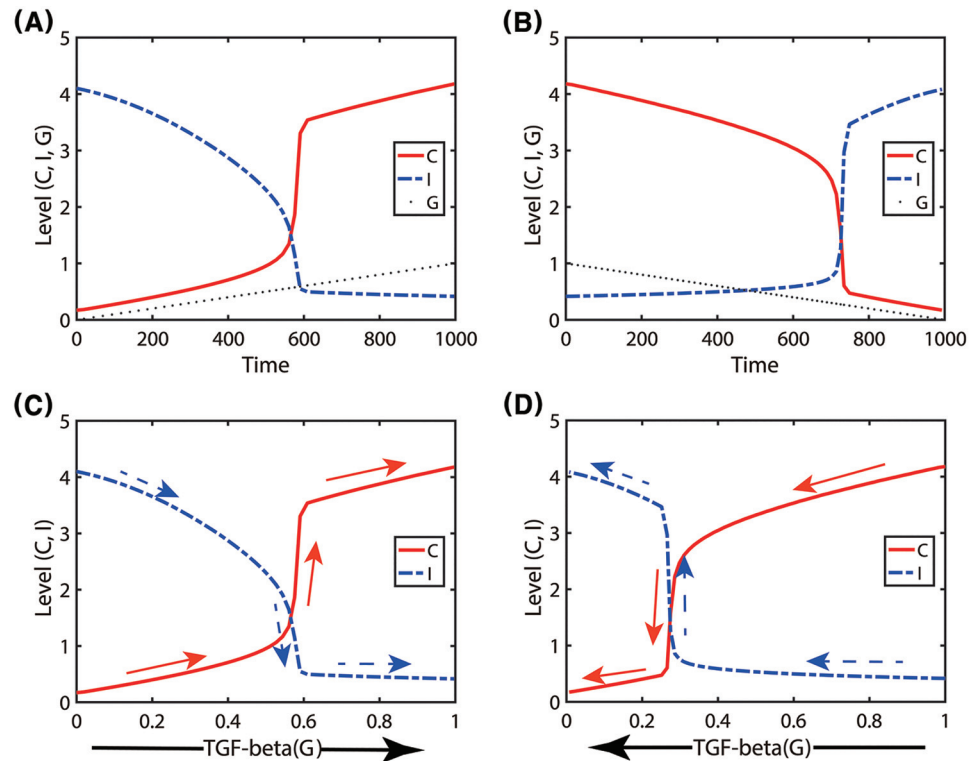 (A)
5
4
3
2
1
0
Level (C, I, G)
C
I
G
0 200 400 600 800 1000
Time
(B)
5
4
3
2
1
0
Level (C, I, G)
C
I
G
0 200 400 600 800 1000
Time
(C)
5
4
3
2
1
0
Level (C, I)
C
I
0 0.2 0.4 0.6 0.8 1
TGF-beta(G)
(D)
5
4
3
2
1
0
Level (C, I)
C
I
0 0.2 0.4 0.6 0.8 1
TGF-beta(G)